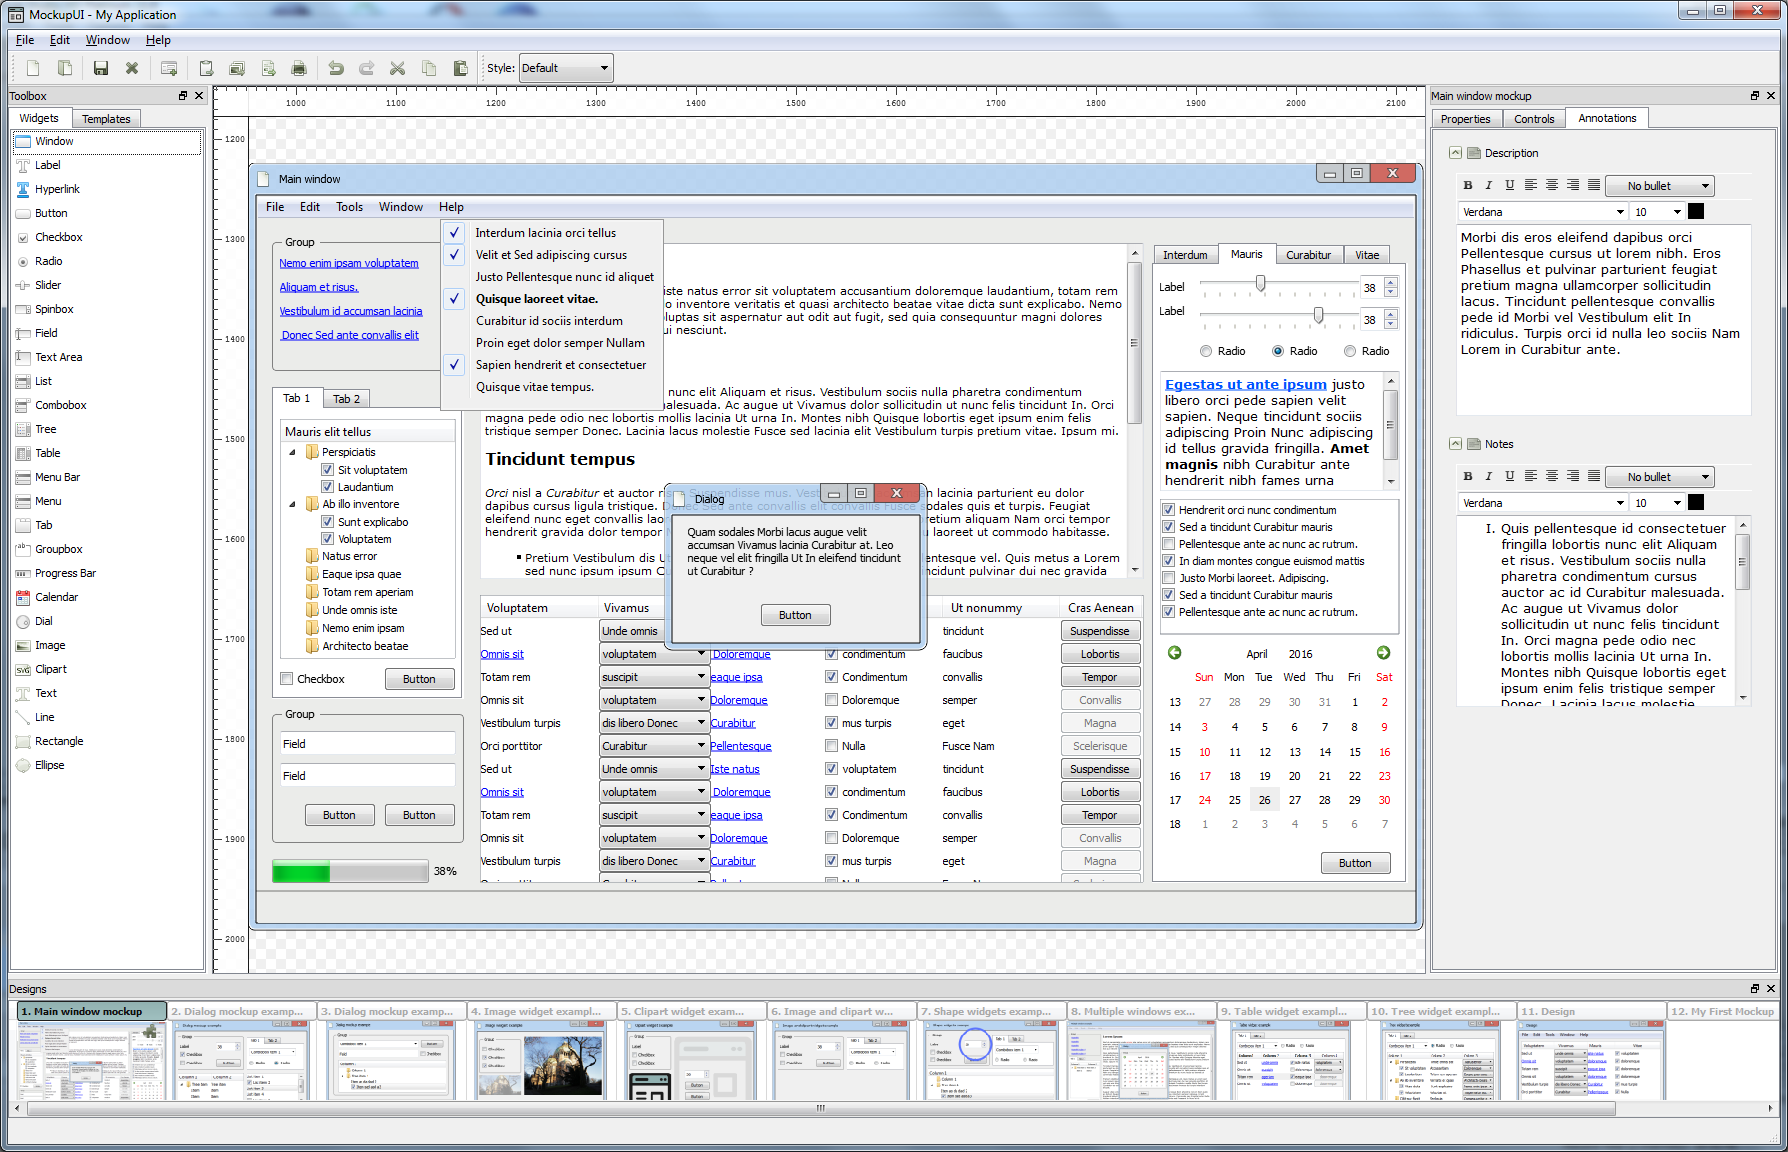 MockupUI - My Application
File Edit Window Help
Style: Default
Toolbox
Widgets Templates
Window
Label
Hyperlink
Button
Checkbox
Radio
Slider
Spinbox
Field
Text Area
List
Combobox
Tree
Table
Menu Bar
Menu
Tab
Groupbox
Progress Bar
Calendar
Dial
Image
Clipart
Text
Line
Rectangle
Ellipse
1000 1100 1200 1300 1400 1500 1600 1700 1800 1900 2000 2100
1200
1300
1400
1500
1600
1700
1800
1900
2000
Main window
File Edit Tools Window Help
Group
Nemo enim ipsam voluptatem
Aliquam et risus.
Vestibulum id accumsan lacinia
Donec Sed ante convallis elit
Interdum lacinia orci tellus
Velit et Sed adipiscing cursus
Justo Pellentesque nunc id aliquet
Quisque laoreet vitae.
Curabitur id sociis interdum
Proin eget dolor semper Nullam
Sapien hendrerit et consectetuer
Quisque vitae tempus.
Tab 1 Tab 2
Mauris elit tellus
Perspiciatis
Sit voluptatem
Laudantium
Ab illo inventore
Sunt explicabo
Voluptatem
Natus error
Eaque ipsa quae
Totam rem aperiam
Unde omnis iste
Nemo enim ipsam
Architecto beatae
Checkbox Button
Group
Field
Field
Button Button
38%
iste natus error sit voluptatem accusantium doloremque laudantium, totam rem
o inventore veritatis et quasi architecto beatae vitae dicta sunt explicabo. Nemo
luptas sit aspernatur aut odit aut fugit, sed quia consequuntur magni dolores
ui nesciunt.
nunc elit Aliquam et risus. Vestibulum sociis nulla pharetra condimentum
malesuada. Ac augue ut Vivamus dolor sollicitudin ut nunc felis tincidunt In. Orci
magna pede odio nec lobortis mollis lacinia Ut urna In. Montes nibh Quisque lobortis eget ipsum enim felis
tristique semper Donec. Lacinia lacus molestie Fusce sed lacinia elit Vestibulum turpis pretium vitae. Ipsum mi.
Tincidunt tempus
Orci nisl a Curabitur et auctor risus Suspendisse mus. n lacinia parturient eu dolor
dapibus cursus ligula tristique. Donec Sed ante convallis elit convallis Fusce sodales quis et turpis. Feugiat
eleifend nunc eget convallis lao retium aliquam Nam orci tempor
hendrerit gravida dolor tempor u laoreet ut commodo habitasse.
Pretium Vestibulum dis U lentesque vel. Quis metus a Lorem
sed nunc ipsum ipsum C ncidunt pulvinar dui nec gravida
Dialog
Quam sodales Morbi lacus augue velit
accumsan Vivamus lacinia Curabitur at. Leo
neque vel elit fringilla Ut In eleifend tincidunt
ut Curabitur ?
Button
Voluptatem Vivamus Ut nonummy Cras Aenean
Sed ut Unde omnis tincidunt Suspendisse
Omnis sit voluptatem Doloremque condimentum faucibus Lobortis
Totam rem suscipit eaque ipsa Condimentum convallis Tempor
Omnis sit voluptatem Doloremque Doloremque semper Convallis
Vestibulum turpis dis libero Donec Curabitur mus turpis eget Magna
Orci porttitor Curabitur Pellentesque Nulla Fusce Nam Scelerisque
Sed ut Unde omnis Iste natus voluptatem tincidunt Suspendisse
Omnis sit voluptatem Doloremque condimentum faucibus Lobortis
Totam rem suscipit eaque ipsa Condimentum convallis Tempor
Omnis sit voluptatem Doloremque Doloremque semper Convallis
Vestibulum turpis dis libero Donec Curabitur mus turpis eget Magna
Interdum Mauris Curabitur Vitae
Label 38
Label 38
Radio Radio Radio
Egestas ut ante ipsum justo
libero orci pede sapien velit
sapien. Neque tincidunt sociis
adipiscing Proin Nunc adipiscing
id tellus gravida fringilla. Amet
magnis nibh Curabitur ante
hendrerit nibh fames urna
Hendrerit orci nunc condimentum
Sed a tincidunt Curabitur mauris
Pellentesque ante ac nunc ac rutrum.
In diam montes congue euismod mattis
Justo Morbi laoreet. Adipiscing.
Sed a tincidunt Curabitur mauris
Pellentesque ante ac nunc ac rutrum.
April 2016
Sun Mon Tue Wed Thu Fri Sat
13 27 28 29 30 31 1 2
14 3 4 5 6 7 8 9
15 10 11 12 13 14 15 16
16 17 18 19 20 21 22 23
17 24 25 26 27 28 29 30
18 1 2 3 4 5 6 7
Button
Main window mockup
Properties Controls Annotations
Description
B I U No bullet
Verdana 10
Morbi dis eros eleifend dapibus orci
Pellentesque cursus ut lorem nibh. Eros
Phasellus et pulvinar parturient feugiat
pretium magna ullamcorper sollicitudin
lacus. Tincidunt pellentesque convallis
pede id Morbi vel Vestibulum elit In
ridiculus. Turpis orci id nulla leo sociis Nam
Lorem in Curabitur ante.
Notes
B I U No bullet
Verdana 10
I. Quis pellentesque id consectetuer
fringilla lobortis nunc elit Aliquam
et risus. Vestibulum sociis nulla
pharetra condimentum cursus
auctor ac id Curabitur malesuada.
Ac augue ut Vivamus dolor
sollicitudin ut nunc felis tincidunt
In. Orci magna pede odio nec
lobortis mollis lacinia Ut urna In.
Montes nibh Quisque lobortis eget
ipsum enim felis tristique semper
Donec. Lacinia lacus molestie
Designs
1. Main window mockup
2. Dialog mockup examp...
3. Dialog mockup examp...
4. Image widget exampl...
5. Clipart widget exam...
6. Image and clipart w...
7. Shape widgets examp...
8. Multiple windows ex...
9. Table widget exampl...
10. Tree widget exampl...
11. Design
12. My First Mockup